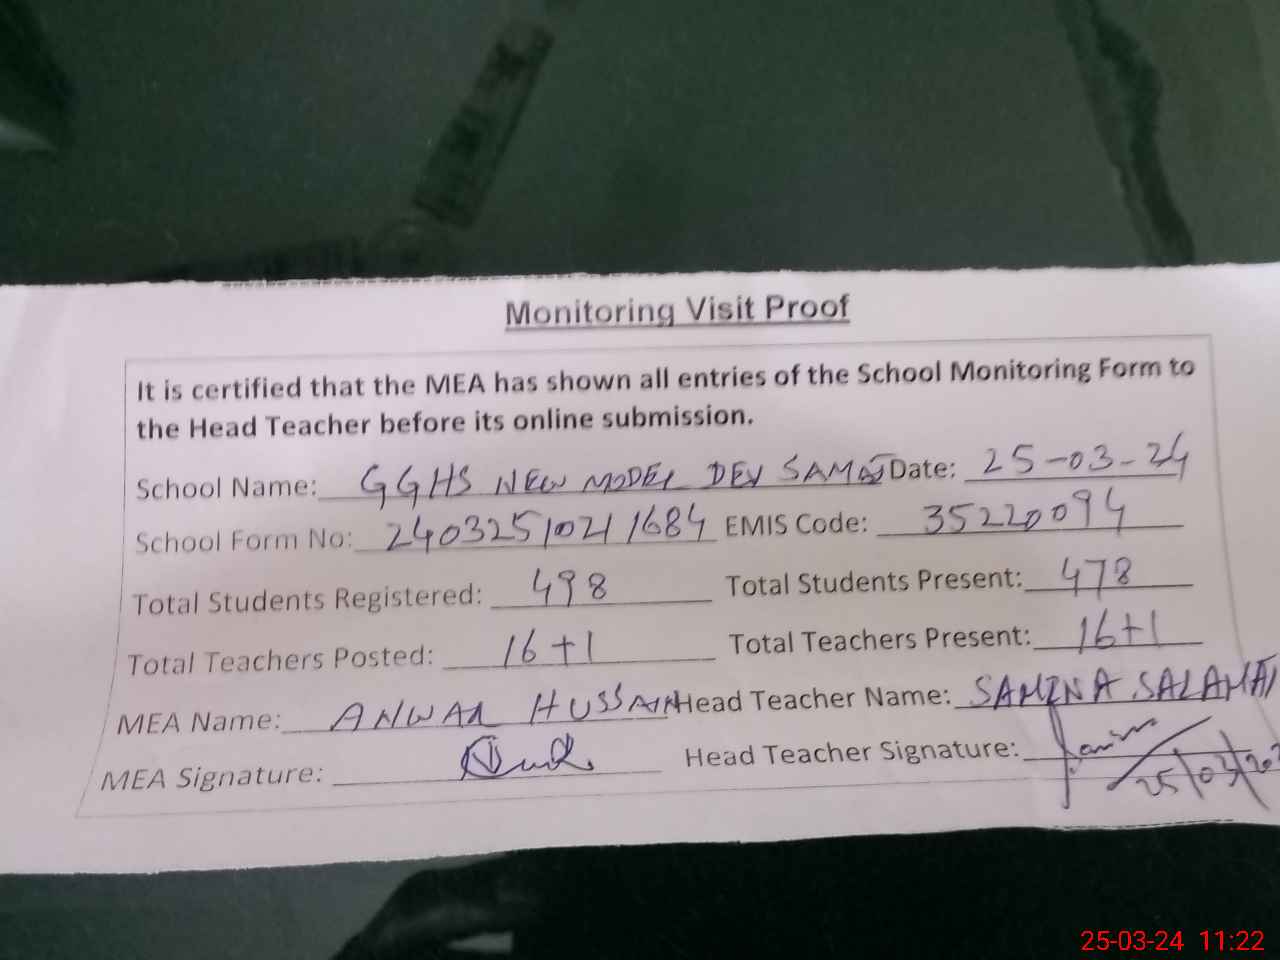 Monitoring Visit Proof
It is certified that the MEA has shown all entries of the School Monitoring Form to
the Head Teacher before its online submission.
School Name: GGHS NEW MODEL DEV SAMAJ Date: 25-03-24
School Form No: 24032510211684 EMIS Code: 35220094
Total Students Registered: 498 Total Students Present: 478
Total Teachers Posted: 16+1 Total Teachers Present: 16+1
MEA Name: ANWAR HUSSAIN Head Teacher Name: SAMINA SALAMAT
MEA Signature: Head Teacher Signature:
25/03/202
25-03-24 11:22